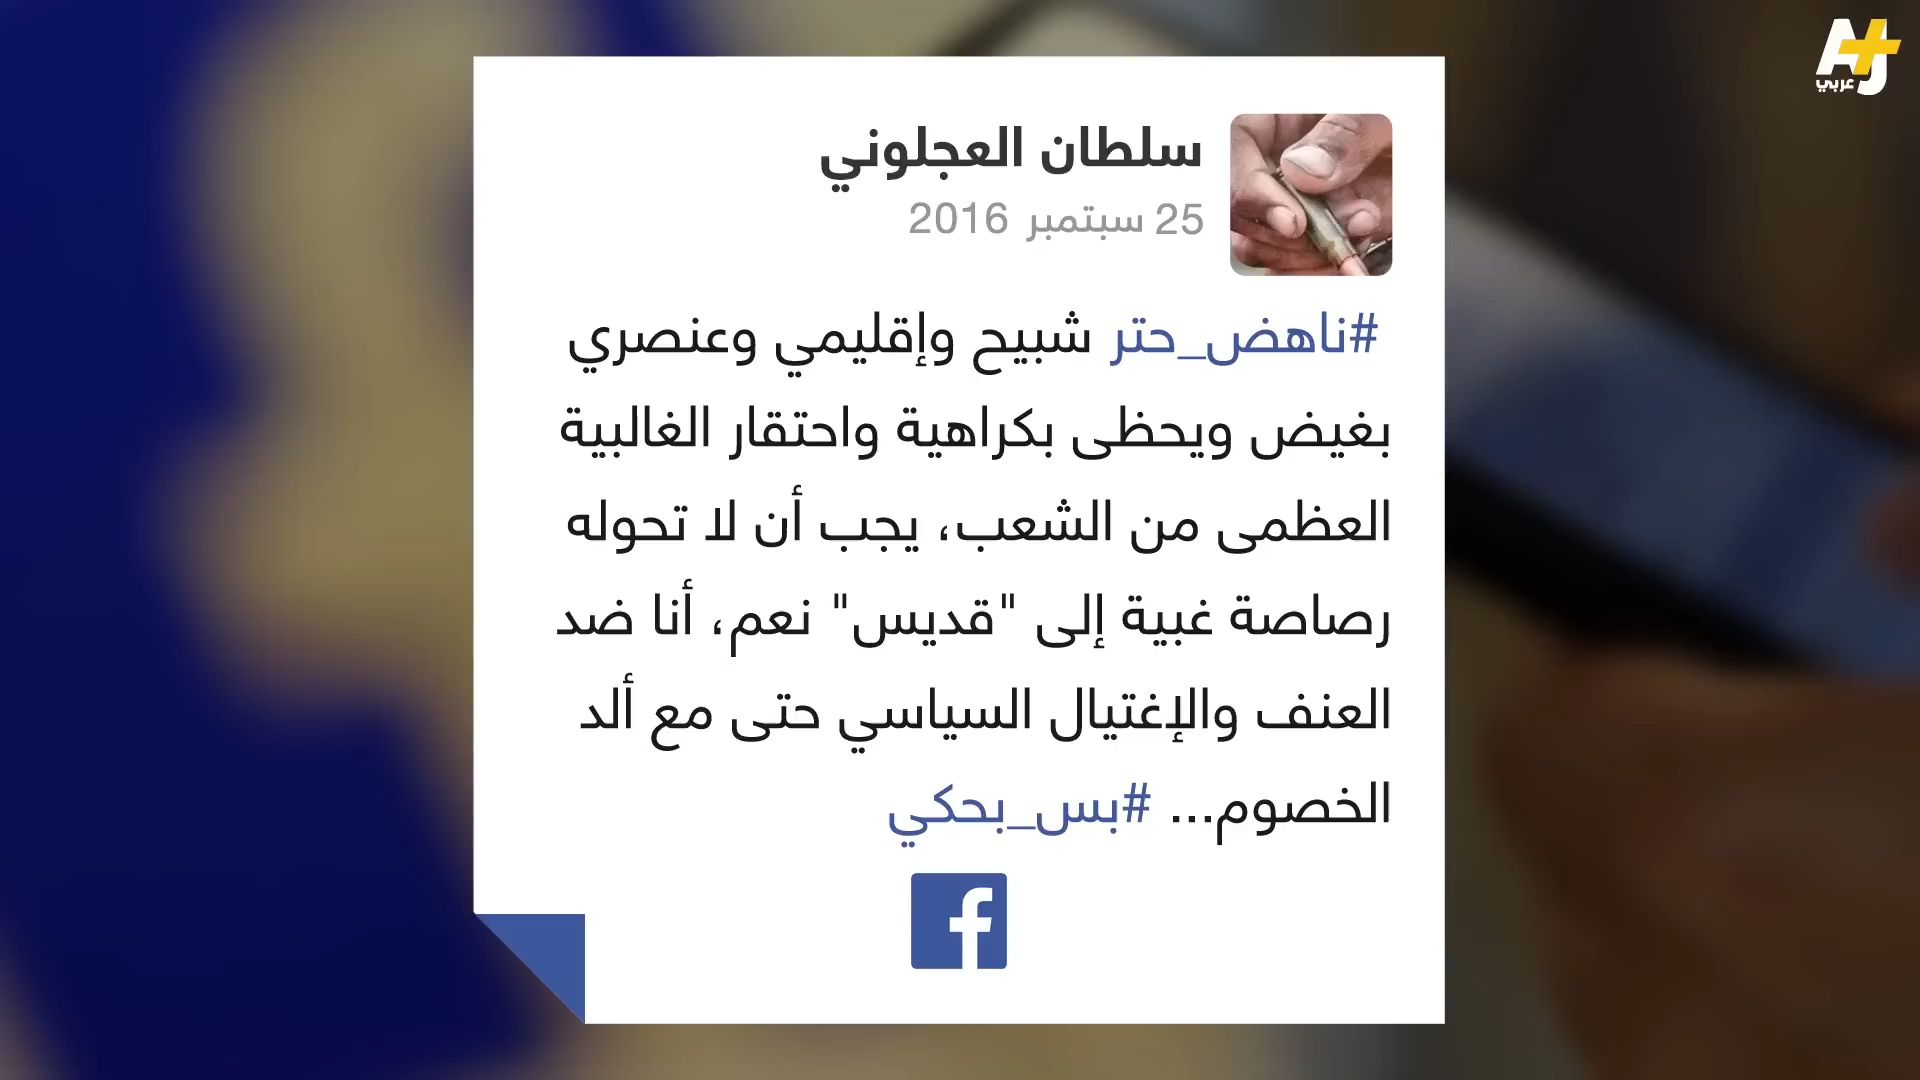 AJ+
عربي
سلطان العجلوني
25 سبتمبر 2016
#ناهض_حتر شبيح وإقليمي وعنصري
بغيض ويحظى بكراهية واحتقار الغالبية
العظمى من الشعب، يجب أن لا تحوله
رصاصة غبية إلى "قديس" نعم، أنا ضد
العنف والإغتيال السياسي حتى مع ألد
الخصوم... #بس_بحكي